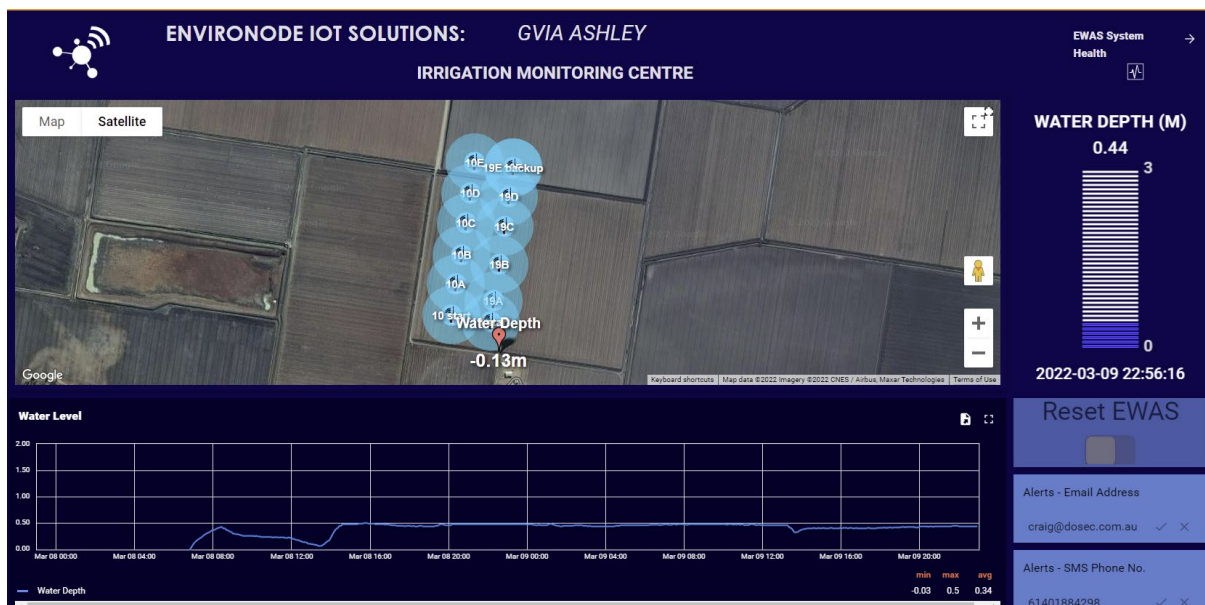 ENVIRONODE IOT SOLUTIONS: GVIA ASHLEY
IRRIGATION MONITORING CENTRE
EWAS System
Health
Map Satellite
10E
19E backup
10D
19D
10C
19C
10B
19B
10A
19A
10 start
Water Depth
-0.13m
Google
Keyboard shortcuts Map data ©2022 Imagery ©2022 CNES / Airbus, Maxar Technologies Terms of Use
WATER DEPTH (M)
0.44
3
0
2022-03-09 22:56:16
Water Level
2.00
1.50
1.00
0.50
0.00
Mar 08 00:00 Mar 08 04:00 Mar 08 08:00 Mar 08 12:00 Mar 08 16:00 Mar 08 20:00 Mar 09 00:00 Mar 09 04:00 Mar 09 08:00 Mar 09 12:00 Mar 09 16:00 Mar 09 20:00
min max avg
Water Depth -0.03 0.5 0.34
Reset EWAS
Alerts - Email Address
craig@dosec.com.au
Alerts - SMS Phone No.
61401884298